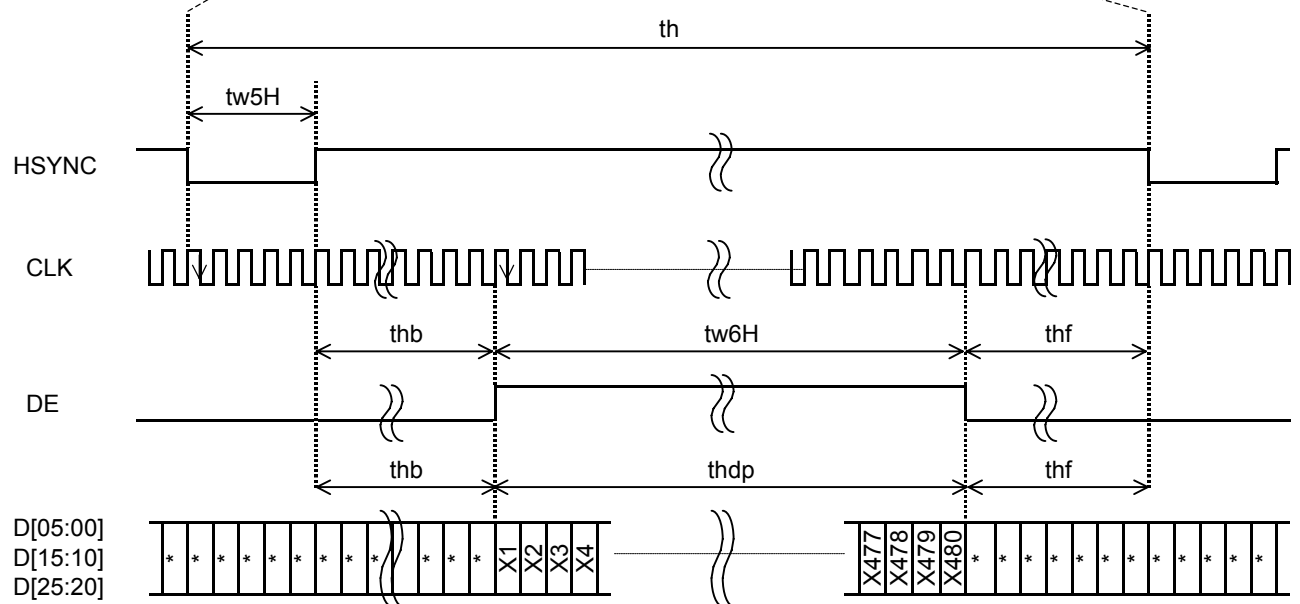 th
tw5H
HSYNC
CLK
thb tw6H thf
DE
thb thdp thf
D[05:00]
D[15:10]
D[25:20]
* * * * * * * * * * * * X1 X2 X3 X4 X477 X478 X479 X480 * * * * * * * * * * * *